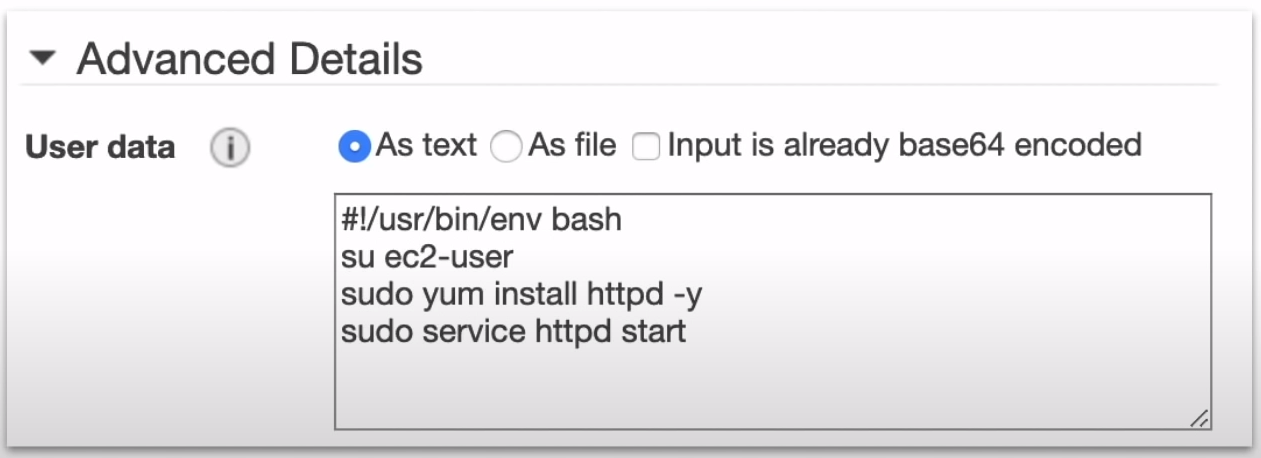 Advanced Details
User data i As text As file Input is already base64 encoded
#!/usr/bin/env bash
su ec2-user
sudo yum install httpd -y
sudo service httpd start